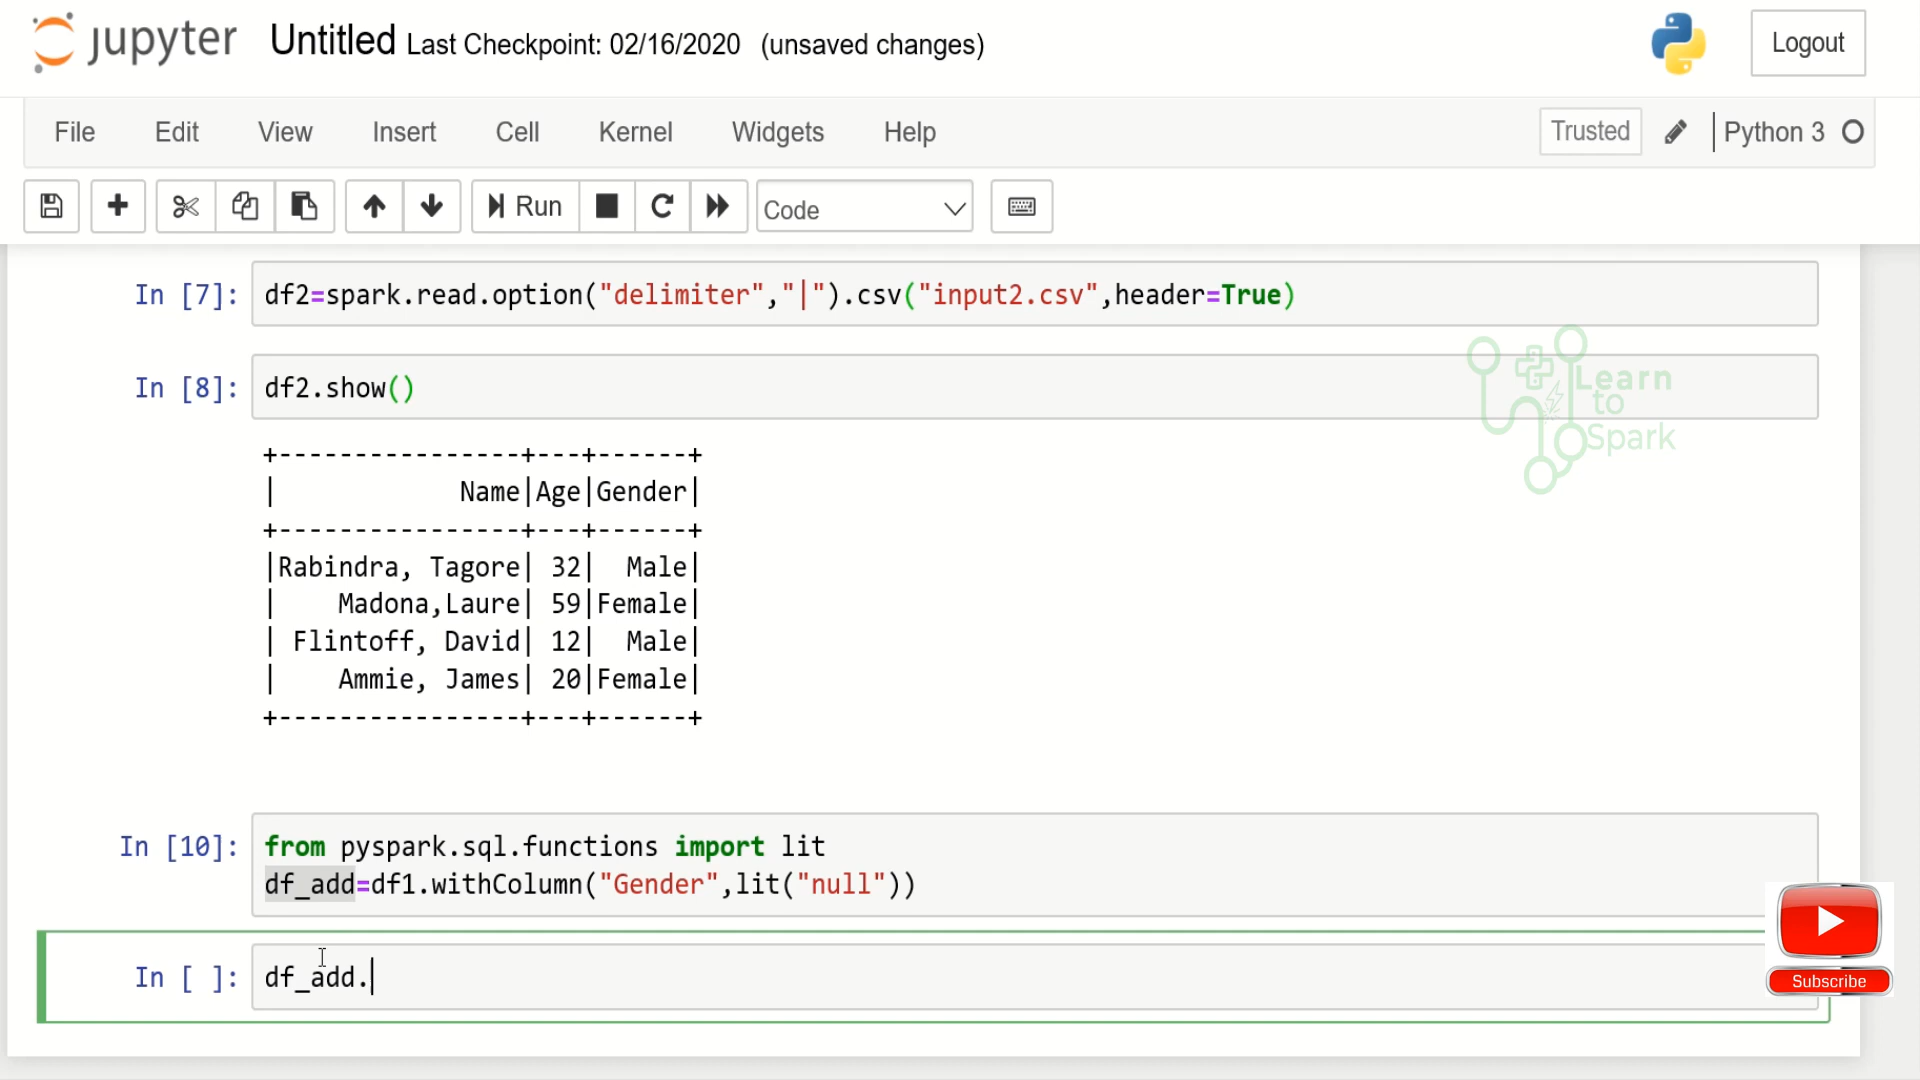 jupyter Untitled Last Checkpoint: 02/16/2020 (unsaved changes)
Logout
File Edit View Insert Cell Kernel Widgets Help
Trusted Python 3
Run Code
In [7]: df2=spark.read.option("delimiter","|").csv("input2.csv",header=True)
In [8]: df2.show()
Learn
to
Spark
+----------------+---+------+
|            Name|Age|Gender|
+----------------+---+------+
|Rabindra, Tagore| 32|  Male|
|    Madona,Laure| 59|Female|
| Flintoff, David| 12|  Male|
|    Ammie, James| 20|Female|
+----------------+---+------+
In [10]: from pyspark.sql.functions import lit
df_add=df1.withColumn("Gender",lit("null"))
In [ ]: df_add.
Subscribe